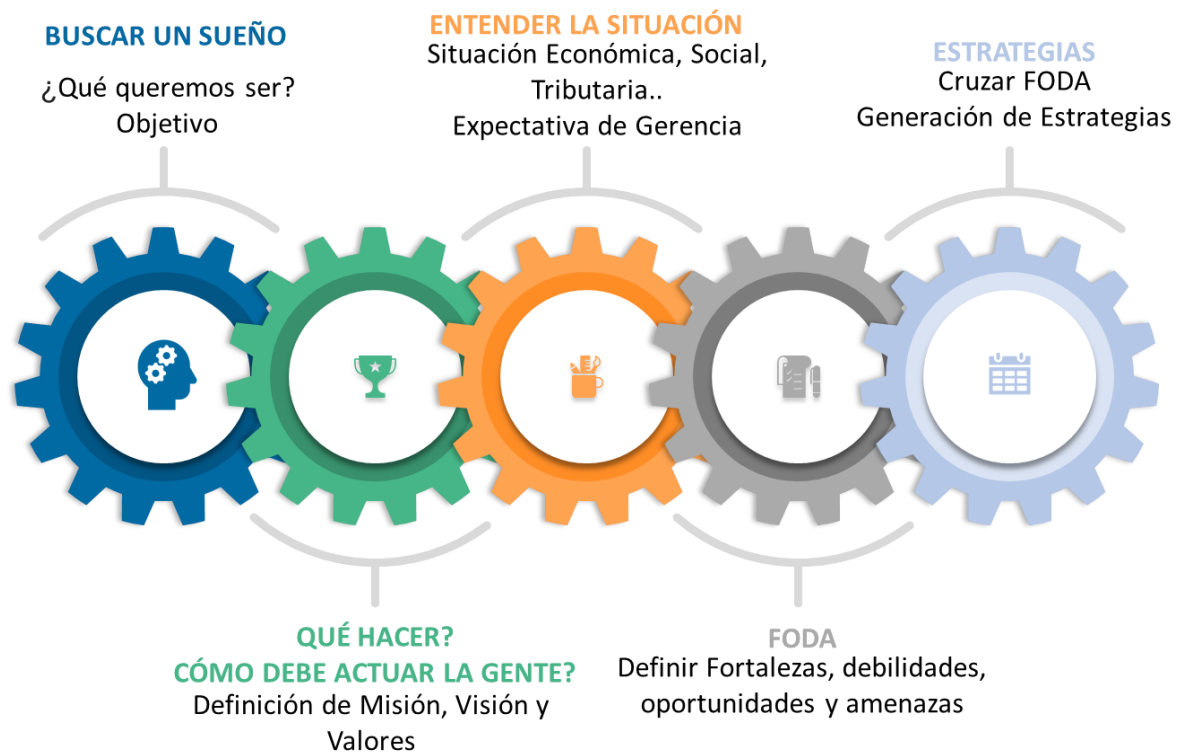 BUSCAR UN SUEÑO
¿Qué queremos ser?
Objetivo
ENTENDER LA SITUACIÓN
Situación Económica, Social,
Tributaria..
Expectativa de Gerencia
ESTRATEGIAS
Cruzar FODA
Generación de Estrategias
QUÉ HACER?
CÓMO DEBE ACTUAR LA GENTE?
Definición de Misión, Visión y
Valores
FODA
Definir Fortalezas, debilidades,
oportunidades y amenazas